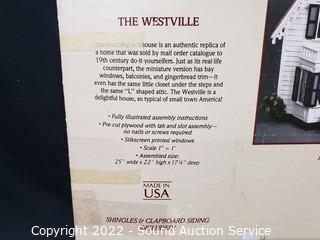 THE WESTVILLE
This charming dollhouse is an authentic replica of
a home that was sold by mail order catalogue to
19th century do-it-yourselfers. Just as its real-life
counterpart, the miniature version has bay
windows, balconies, and gingerbread trim—it
even has the same little closet under the steps and
the same "L" shaped attic. The Westville is a
delightful house, so typical of small town America!
• Fully illustrated assembly instructions
• Pre-cut plywood with tab and slot assembly—
no nails or screws required
• Silkscreen printed windows
• Scale 1" = 1'
• Assembled size:
25" wide x 22" high x 17¼" deep
MADE IN
USA
SHINGLES & CLAPBOARD SIDING
Copyright 2022 - Sound Auction Service